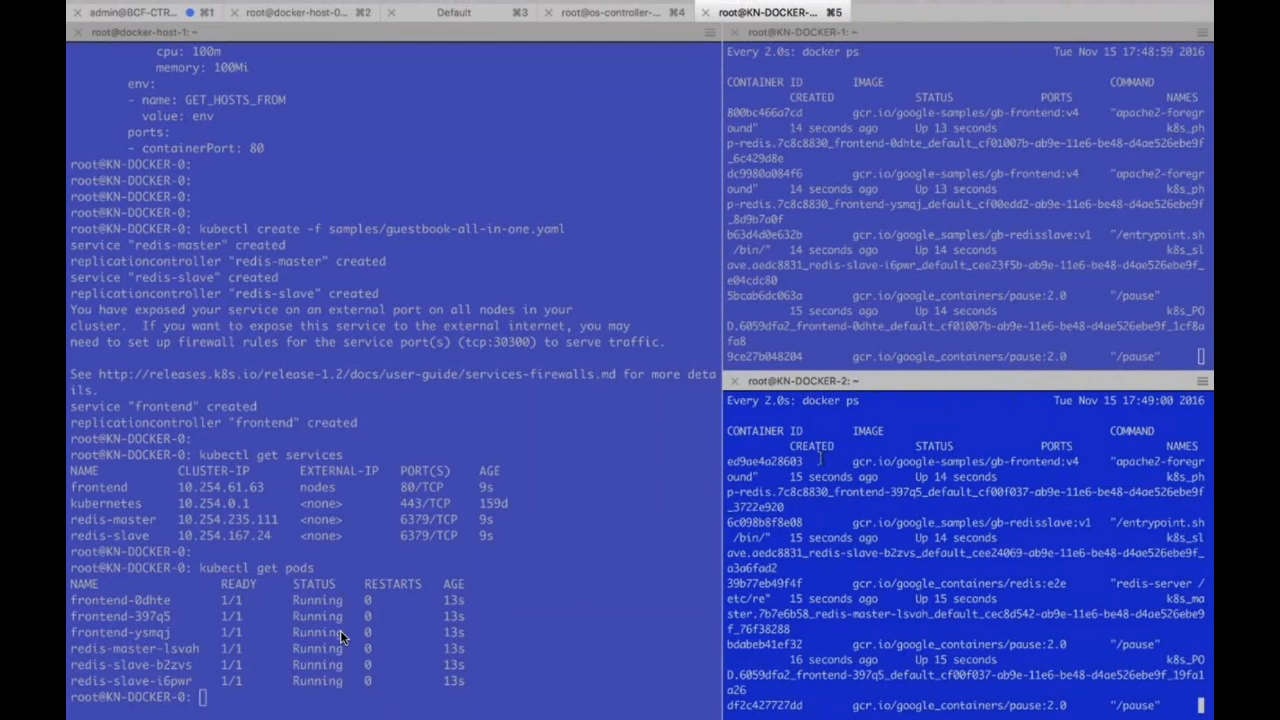 admin@BCF-CTR... ⌘1 root@docker-host-0... ⌘2 Default ⌘3 root@os-controller-... ⌘4 root@KN-DOCKER-... ⌘5
root@docker-host-1: ~
cpu: 100m
memory: 100Mi
env:
- name: GET_HOSTS_FROM
value: env
ports:
- containerPort: 80
root@KN-DOCKER-0:
root@KN-DOCKER-0:
root@KN-DOCKER-0:
root@KN-DOCKER-0:
root@KN-DOCKER-0: kubectl create -f samples/guestbook-all-in-one.yaml
service "redis-master" created
replicationcontroller "redis-master" created
service "redis-slave" created
replicationcontroller "redis-slave" created
You have exposed your service on an external port on all nodes in your
cluster. If you want to expose this service to the external internet, you may
need to set up firewall rules for the service port(s) (tcp:30300) to serve traffic.
See http://releases.k8s.io/release-1.2/docs/user-guide/services-firewalls.md for more deta
ils.
service "frontend" created
replicationcontroller "frontend" created
root@KN-DOCKER-0:
root@KN-DOCKER-0: kubectl get services
NAME CLUSTER-IP EXTERNAL-IP PORT(S) AGE
frontend 10.254.61.63 nodes 80/TCP 9s
kubernetes 10.254.0.1 <none> 443/TCP 159d
redis-master 10.254.235.111 <none> 6379/TCP 9s
redis-slave 10.254.167.24 <none> 6379/TCP 9s
root@KN-DOCKER-0:
root@KN-DOCKER-0: kubectl get pods
NAME READY STATUS RESTARTS AGE
frontend-0dhte 1/1 Running 0 13s
frontend-397q5 1/1 Running 0 13s
frontend-ysmqj 1/1 Running 0 13s
redis-master-lsvah 1/1 Running 0 13s
redis-slave-b2zvs 1/1 Running 0 13s
redis-slave-i6pwr 1/1 Running 0 13s
root@KN-DOCKER-0:
root@KN-DOCKER-1: ~
Every 2.0s: docker ps Tue Nov 15 17:48:59 2016
CONTAINER ID IMAGE COMMAND
CREATED STATUS PORTS NAMES
800bc466a7cd gcr.io/google-samples/gb-frontend:v4 "apache2-foregr
ound" 14 seconds ago Up 13 seconds k8s_ph
p-redis.7c8c8830_frontend-0dhte_default_cf01007b-ab9e-11e6-be48-d4ae526ebe9f
_6c429d8e
dc9980a084f6 gcr.io/google-samples/gb-frontend:v4 "apache2-foregr
ound" 14 seconds ago Up 13 seconds k8s_ph
p-redis.7c8c8830_frontend-ysmqj_default_cf00edd2-ab9e-11e6-be48-d4ae526ebe9f
_8d9b7a0f
b63d4d0e632b gcr.io/google_samples/gb-redisslave:v1 "/entrypoint.sh
/bin/" 14 seconds ago Up 14 seconds k8s_sl
ave.aedc8831_redis-slave-i6pwr_default_cee23f5b-ab9e-11e6-be48-d4ae526ebe9f_
e04cdc80
5bcab6dc063a gcr.io/google_containers/pause:2.0 "/pause"
15 seconds ago Up 14 seconds k8s_PO
D.6059dfa2_frontend-0dhte_default_cf01007b-ab9e-11e6-be48-d4ae526ebe9f_1cf8a
fa8
9ce27b048204 gcr.io/google_containers/pause:2.0 "/pause"
root@KN-DOCKER-2: ~
Every 2.0s: docker ps Tue Nov 15 17:49:00 2016
CONTAINER ID IMAGE COMMAND
CREATED STATUS PORTS NAMES
ed9ae4a28603 gcr.io/google-samples/gb-frontend:v4 "apache2-foregr
ound" 15 seconds ago Up 14 seconds k8s_ph
p-redis.7c8c8830_frontend-397q5_default_cf00f037-ab9e-11e6-be48-d4ae526ebe9f
_3722e920
6c098b8f8e08 gcr.io/google_samples/gb-redisslave:v1 "/entrypoint.sh
/bin/" 15 seconds ago Up 14 seconds k8s_sl
ave.aedc8831_redis-slave-b2zvs_default_cee24069-ab9e-11e6-be48-d4ae526ebe9f_
a3a6fad2
39b77eb49f4f gcr.io/google_containers/redis:e2e "redis-server /
etc/re" 15 seconds ago Up 15 seconds k8s_ma
ster.7b7e6b58_redis-master-lsvah_default_cec8d542-ab9e-11e6-be48-d4ae526ebe9
f_76f38288
bdabeb41ef32 gcr.io/google_containers/pause:2.0 "/pause"
16 seconds ago Up 15 seconds k8s_PO
D.6059dfa2_frontend-397q5_default_cf00f037-ab9e-11e6-be48-d4ae526ebe9f_19fa1
a26
df2c427727dd gcr.io/google_containers/pause:2.0 "/pause"